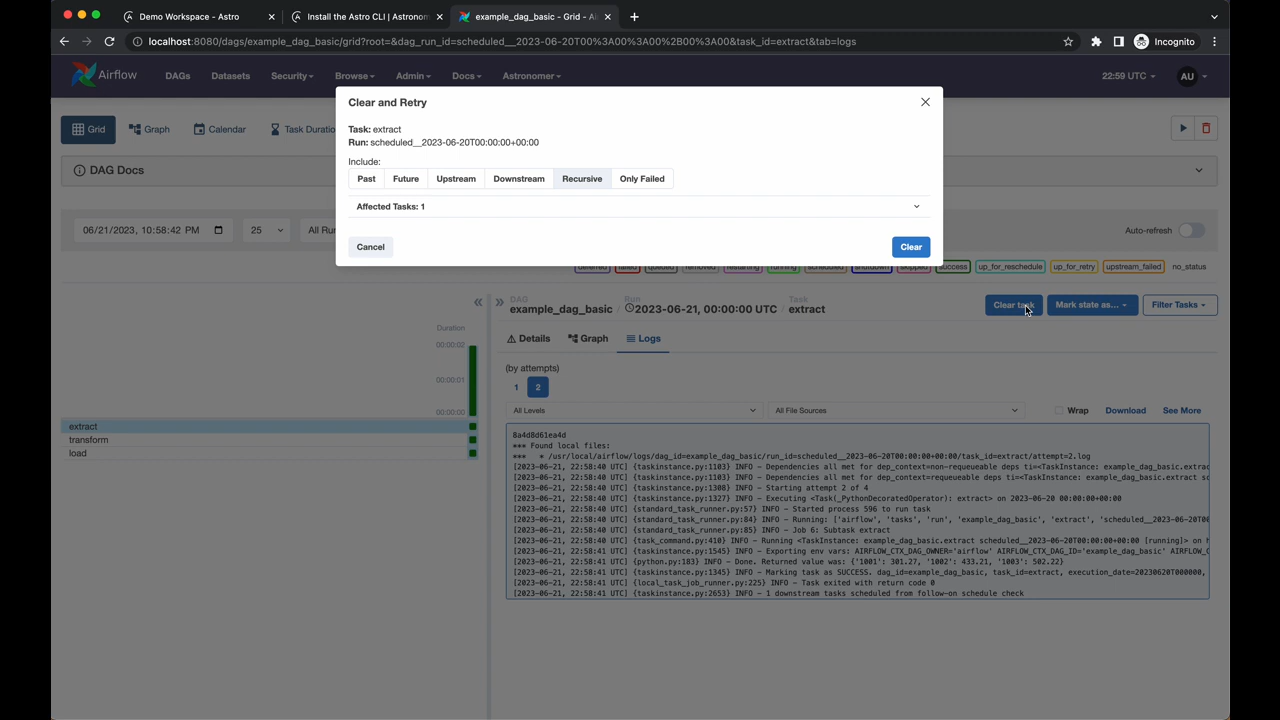 Demo Workspace - Astro
Install the Astro CLI | Astronom
example_dag_basic - Grid - Ai
localhost:8080/dags/example_dag_basic/grid?root=&dag_run_id=scheduled__2023-06-20T00%3A00%3A00%2B00%3A00&task_id=extract&tab=logs
Incognito
Airflow DAGs Datasets Security Browse Admin Docs Astronomer 22:59 UTC AU
Clear and Retry
Task: extract
Run: scheduled__2023-06-20T00:00:00+00:00
Include:
Past Future Upstream Downstream Recursive Only Failed
Affected Tasks: 1
Cancel Clear
Grid Graph Calendar Task Duratio
DAG Docs
06/21/2023, 10:58:42 PM 25 All Ru Auto-refresh
deferred failed queued removed restarting running scheduled shutdown skipped success up_for_reschedule up_for_retry upstream_failed no_status
DAG Run Task
example_dag_basic / 2023-06-21, 00:00:00 UTC / extract
Clear task Mark state as... Filter Tasks
Duration
00:00:02
00:00:01
00:00:00
extract
transform
load
Details Graph Logs
(by attempts)
1 2
All Levels All File Sources Wrap Download See More
8a4d8d61ea4d
*** Found local files:
*** * /usr/local/airflow/logs/dag_id=example_dag_basic/run_id=scheduled__2023-06-20T00:00:00+00:00/task_id=extract/attempt=2.log
[2023-06-21, 22:58:40 UTC] {taskinstance.py:1103} INFO - Dependencies all met for dep_context=non-requeueable deps ti=<TaskInstance: example_dag_basic.extrac
[2023-06-21, 22:58:40 UTC] {taskinstance.py:1103} INFO - Dependencies all met for dep_context=requeueable deps ti=<TaskInstance: example_dag_basic.extract sc
[2023-06-21, 22:58:40 UTC] {taskinstance.py:1308} INFO - Starting attempt 2 of 4
[2023-06-21, 22:58:40 UTC] {taskinstance.py:1327} INFO - Executing <Task(_PythonDecoratedOperator): extract> on 2023-06-20 00:00:00+00:00
[2023-06-21, 22:58:40 UTC] {standard_task_runner.py:57} INFO - Started process 596 to run task
[2023-06-21, 22:58:40 UTC] {standard_task_runner.py:84} INFO - Running: ['airflow', 'tasks', 'run', 'example_dag_basic', 'extract', 'scheduled__2023-06-20T00
[2023-06-21, 22:58:40 UTC] {standard_task_runner.py:85} INFO - Job 6: Subtask extract
[2023-06-21, 22:58:40 UTC] {task_command.py:410} INFO - Running <TaskInstance: example_dag_basic.extract scheduled__2023-06-20T00:00:00+00:00 [running]> on h
[2023-06-21, 22:58:41 UTC] {taskinstance.py:1545} INFO - Exporting env vars: AIRFLOW_CTX_DAG_OWNER='airflow' AIRFLOW_CTX_DAG_ID='example_dag_basic' AIRFLOW_C
[2023-06-21, 22:58:41 UTC] {python.py:183} INFO - Done. Returned value was: {'1001': 301.27, '1002': 433.21, '1003': 502.22}
[2023-06-21, 22:58:41 UTC] {taskinstance.py:1345} INFO - Marking task as SUCCESS. dag_id=example_dag_basic, task_id=extract, execution_date=20230620T000000,
[2023-06-21, 22:58:41 UTC] {local_task_job_runner.py:225} INFO - Task exited with return code 0
[2023-06-21, 22:58:41 UTC] {taskinstance.py:2653} INFO - 1 downstream tasks scheduled from follow-on schedule check